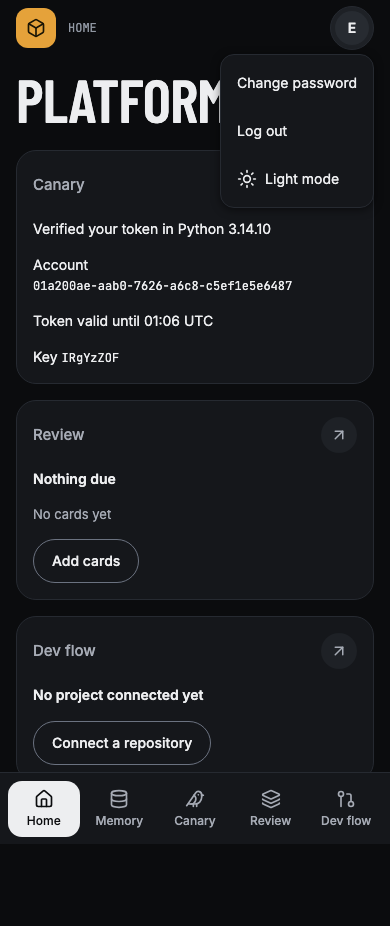 HOME
E
Change password
Log out
Light mode
PLATFORM
Canary
Verified your token in Python 3.14.10
Account
01a200ae-aab0-7626-a6c8-c5ef1e5e6487
Token valid until 01:06 UTC
Key IRgYzZOF
Review
Nothing due
No cards yet
Add cards
Dev flow
No project connected yet
Connect a repository
Home
Memory
Canary
Review
Dev flow